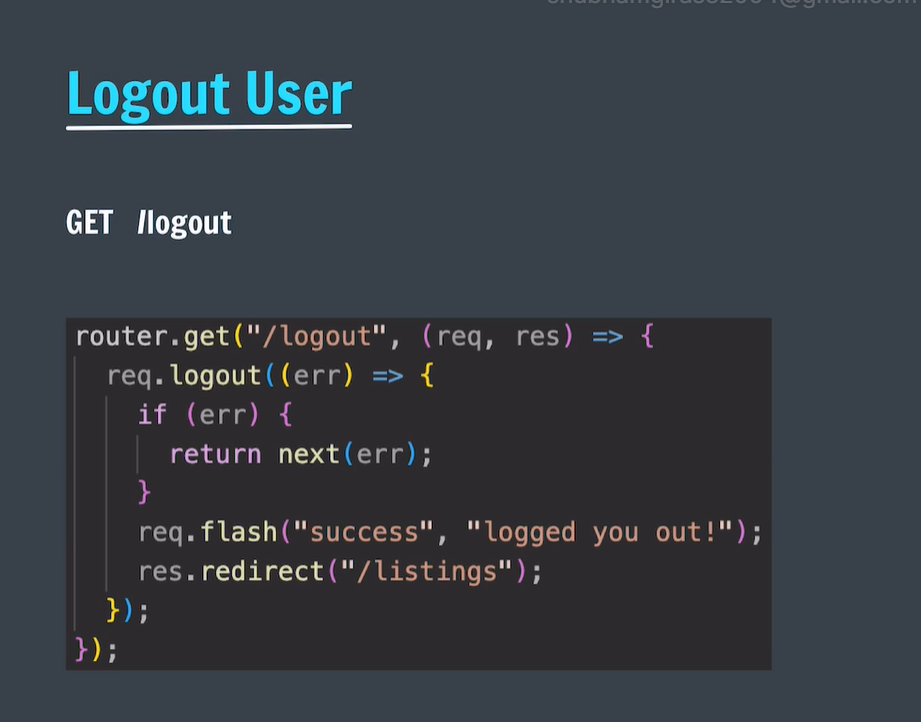 Logout User
GET /logout
router.get("/logout", (req, res) => {
  req.logout((err) => {
    if (err) {
      return next(err);
    }
    req.flash("success", "logged you out!");
    res.redirect("/listings");
  });
});